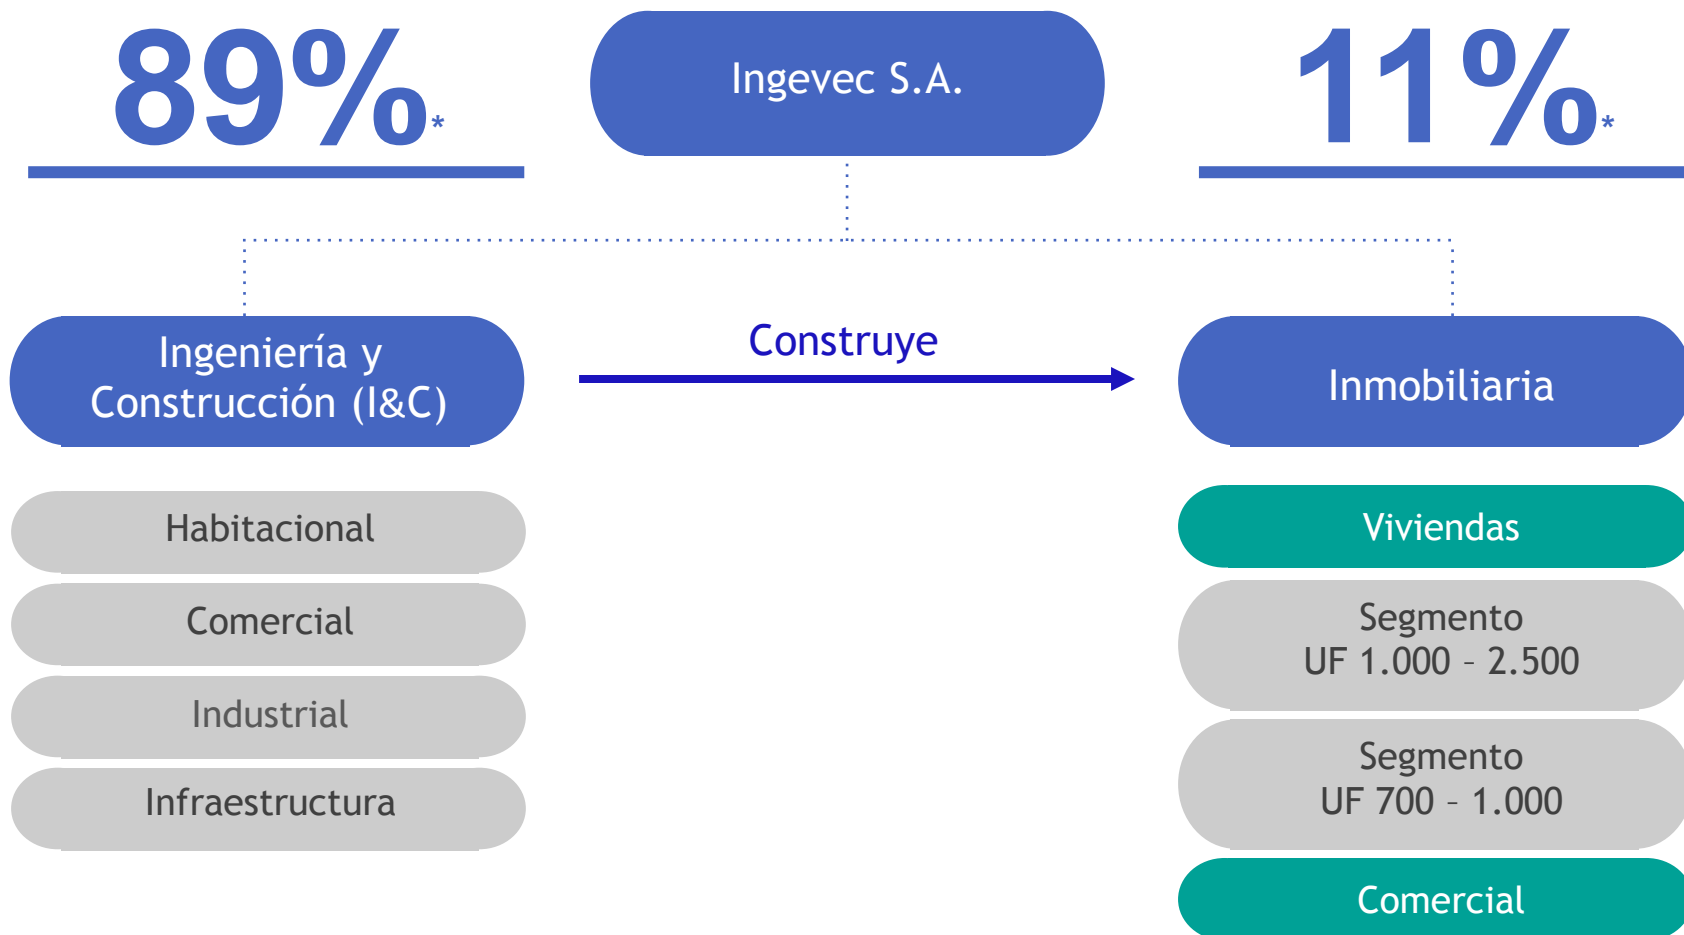 89%*
Ingevec S.A.
11%*
Ingeniería y
Construcción (I&C)
Construye
Inmobiliaria
Habitacional
Comercial
Industrial
Infraestructura
Viviendas
Segmento
UF 1.000 – 2.500
Segmento
UF 700 – 1.000
Comercial